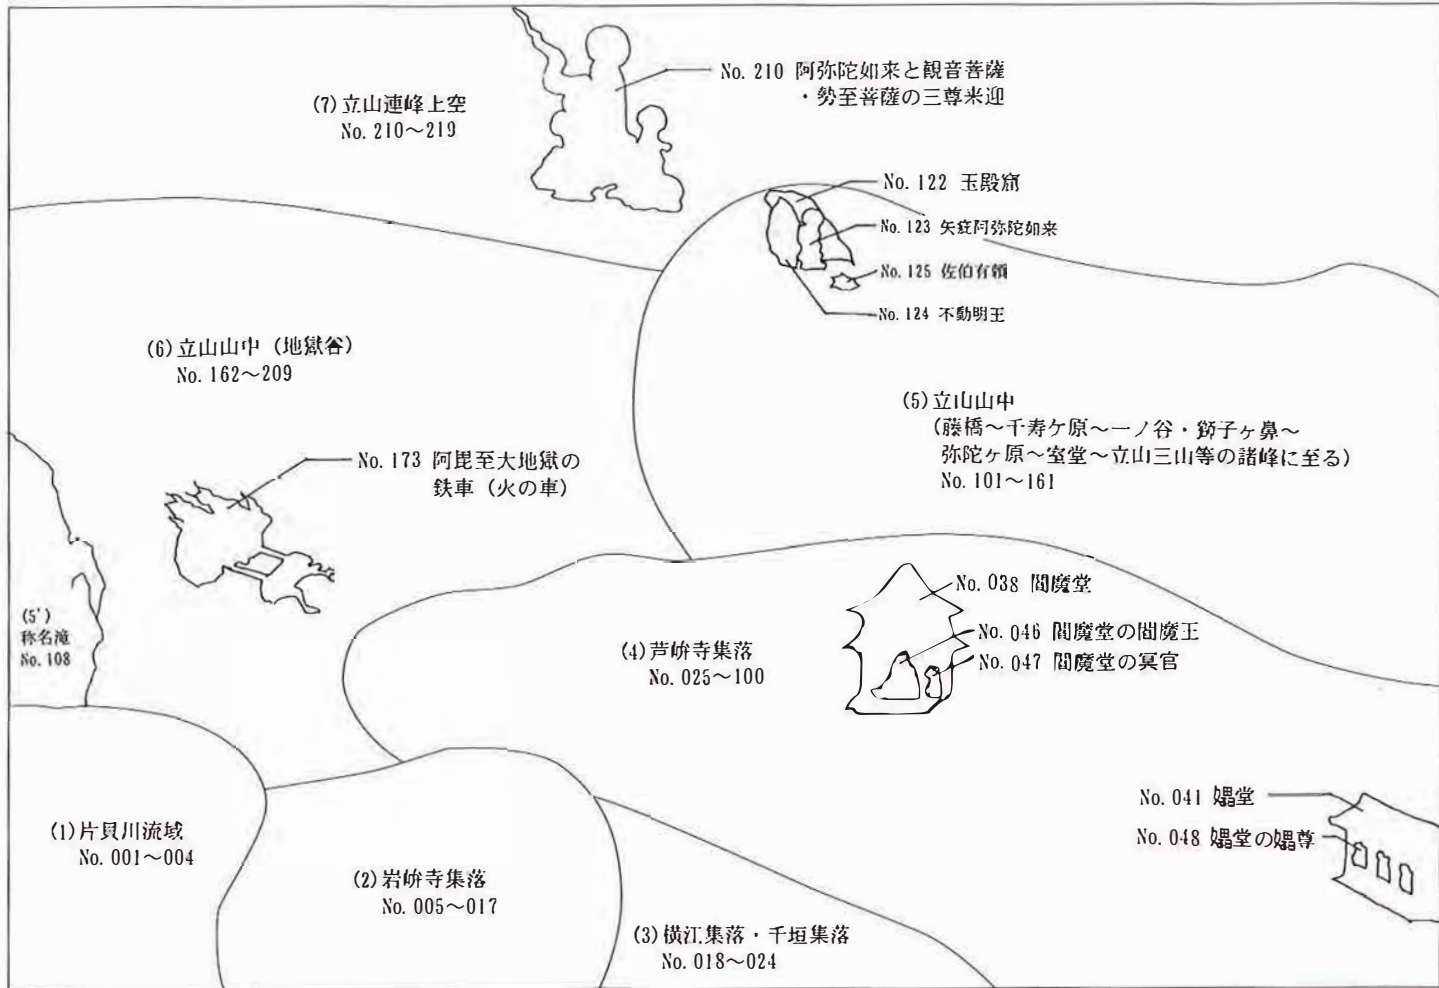 No. 210 阿弥陀如来と観音菩薩
・勢至菩薩の三尊来迎
(7)立山連峰上空
No. 210～219
No. 122 玉殿窟
No. 123 矢疵阿弥陀如来
No. 125 佐伯有頼
No. 124 不動明王
(6)立山山中（地獄谷）
No. 162～209
(5)立山山中
(藤橋～千寿ケ原～一ノ谷・獅子ヶ鼻～
弥陀ヶ原～室堂～立山三山等の諸峰に至る)
No. 101～161
No. 173 阿毘至大地獄の
鉄車（火の車）
(5')
称名滝
No. 108
No. 038 閻魔堂
No. 046 閻魔堂の閻魔王
No. 047 閻魔堂の冥官
(4)芦峅寺集落
No. 025～100
No. 041 媼堂
No. 048 媼堂の媼尊
(1)片貝川流域
No. 001～004
(2)岩峅寺集落
No. 005～017
(3)横江集落・千垣集落
No. 018～024